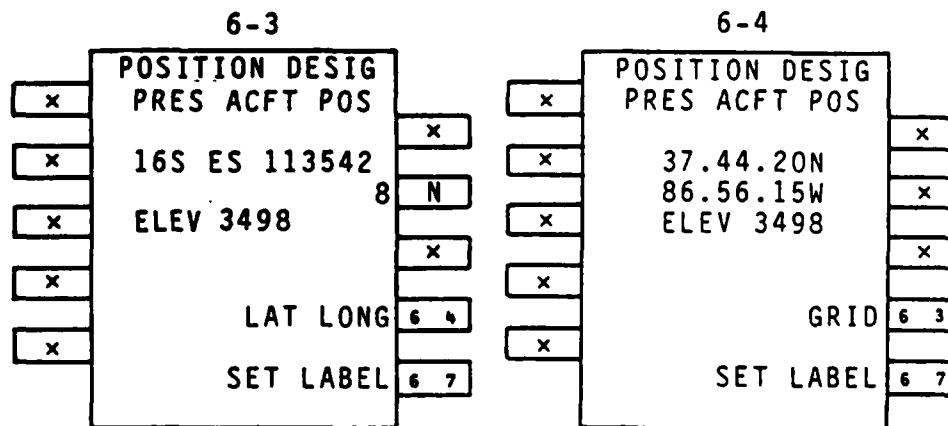 6-3
POSITION DESIG
PRES ACFT POS
x
x
x
16S ES 113542
8 N
x
ELEV 3498
x
x
LAT LONG 6 4
x
SET LABEL 6 7
6-4
POSITION DESIG
PRES ACFT POS
x
x
x
37.44.20N
86.56.15W
x
x
ELEV 3498
x
x
GRID 6 3
x
SET LABEL 6 7